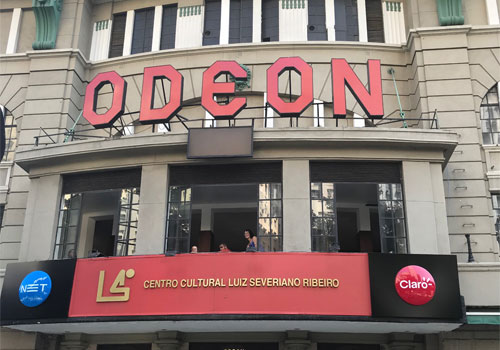 ODEON
NET
LS
CENTRO CULTURAL LUIZ SEVERIANO RIBEIRO
Claro